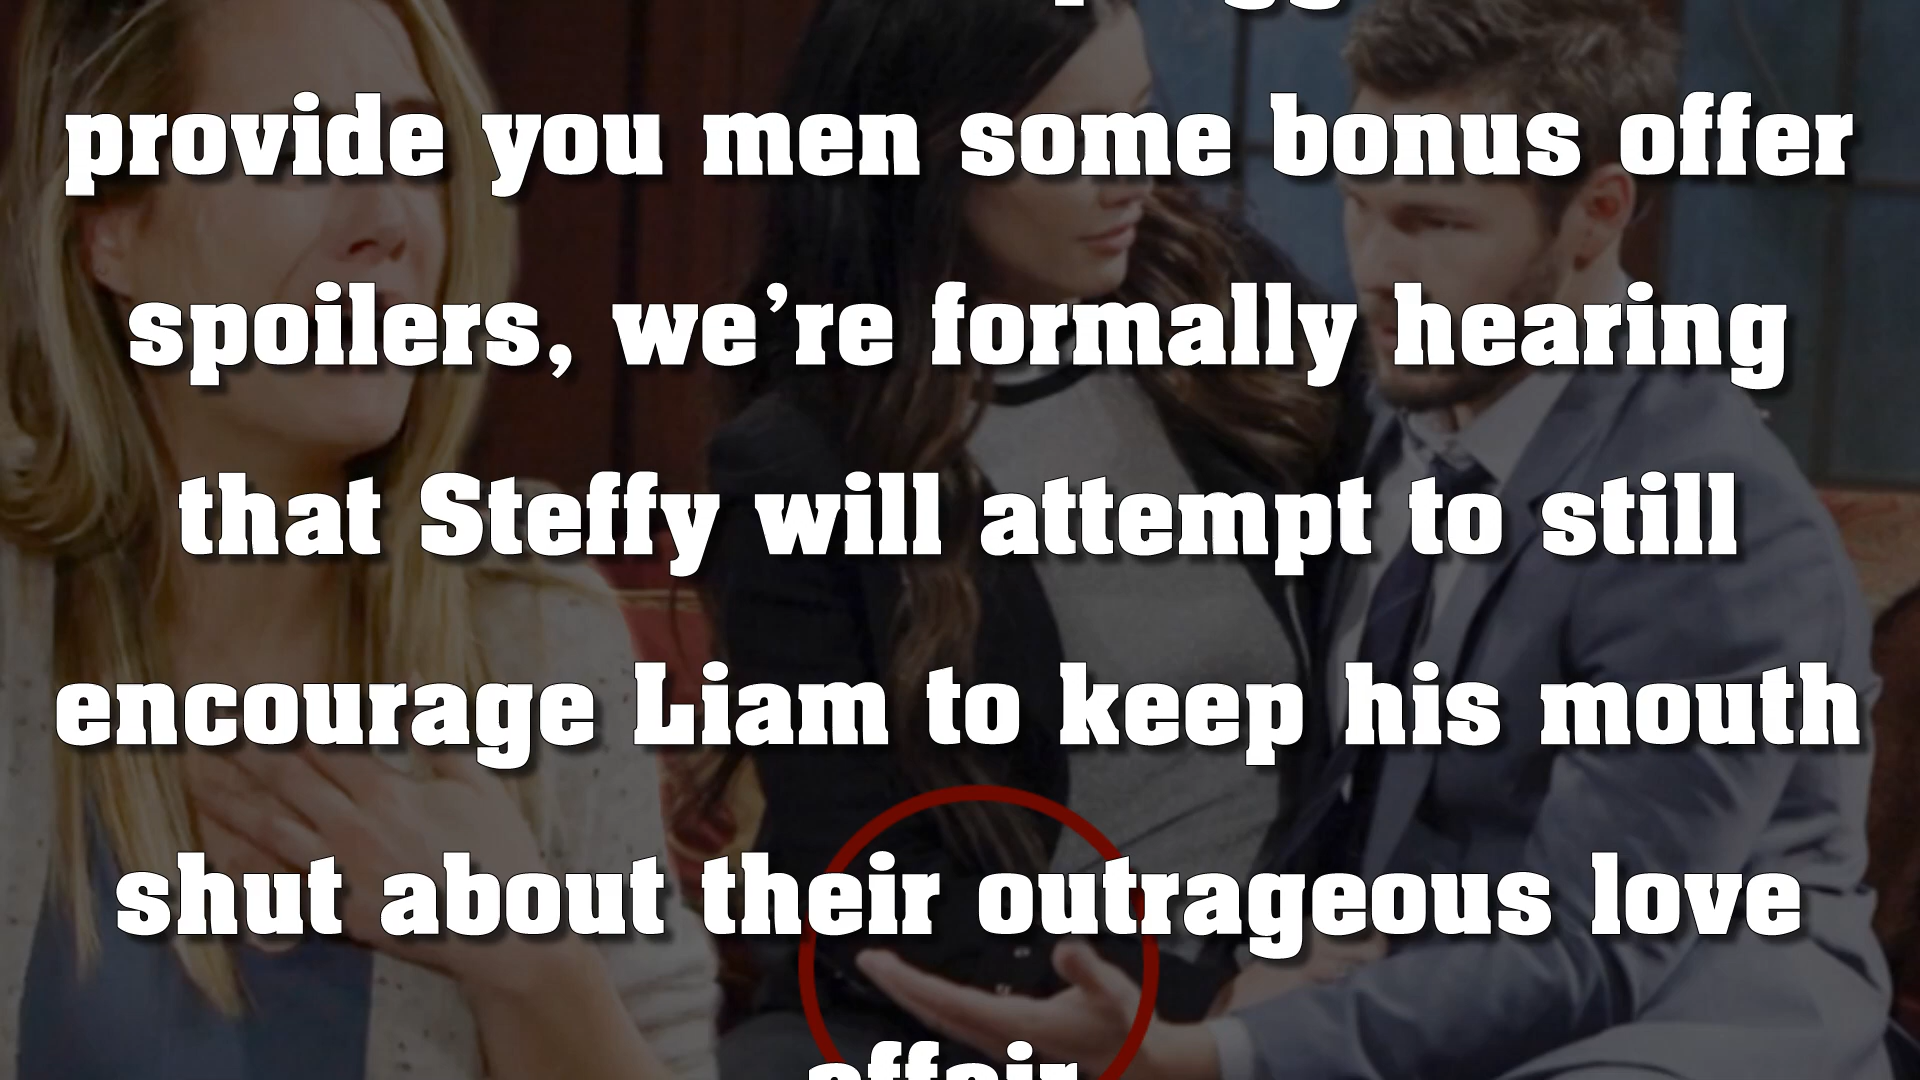 provide you men some bonus offer
spoilers, we’re formally hearing
that Steffy will attempt to still
encourage Liam to keep his mouth
shut about their outrageous love
affair